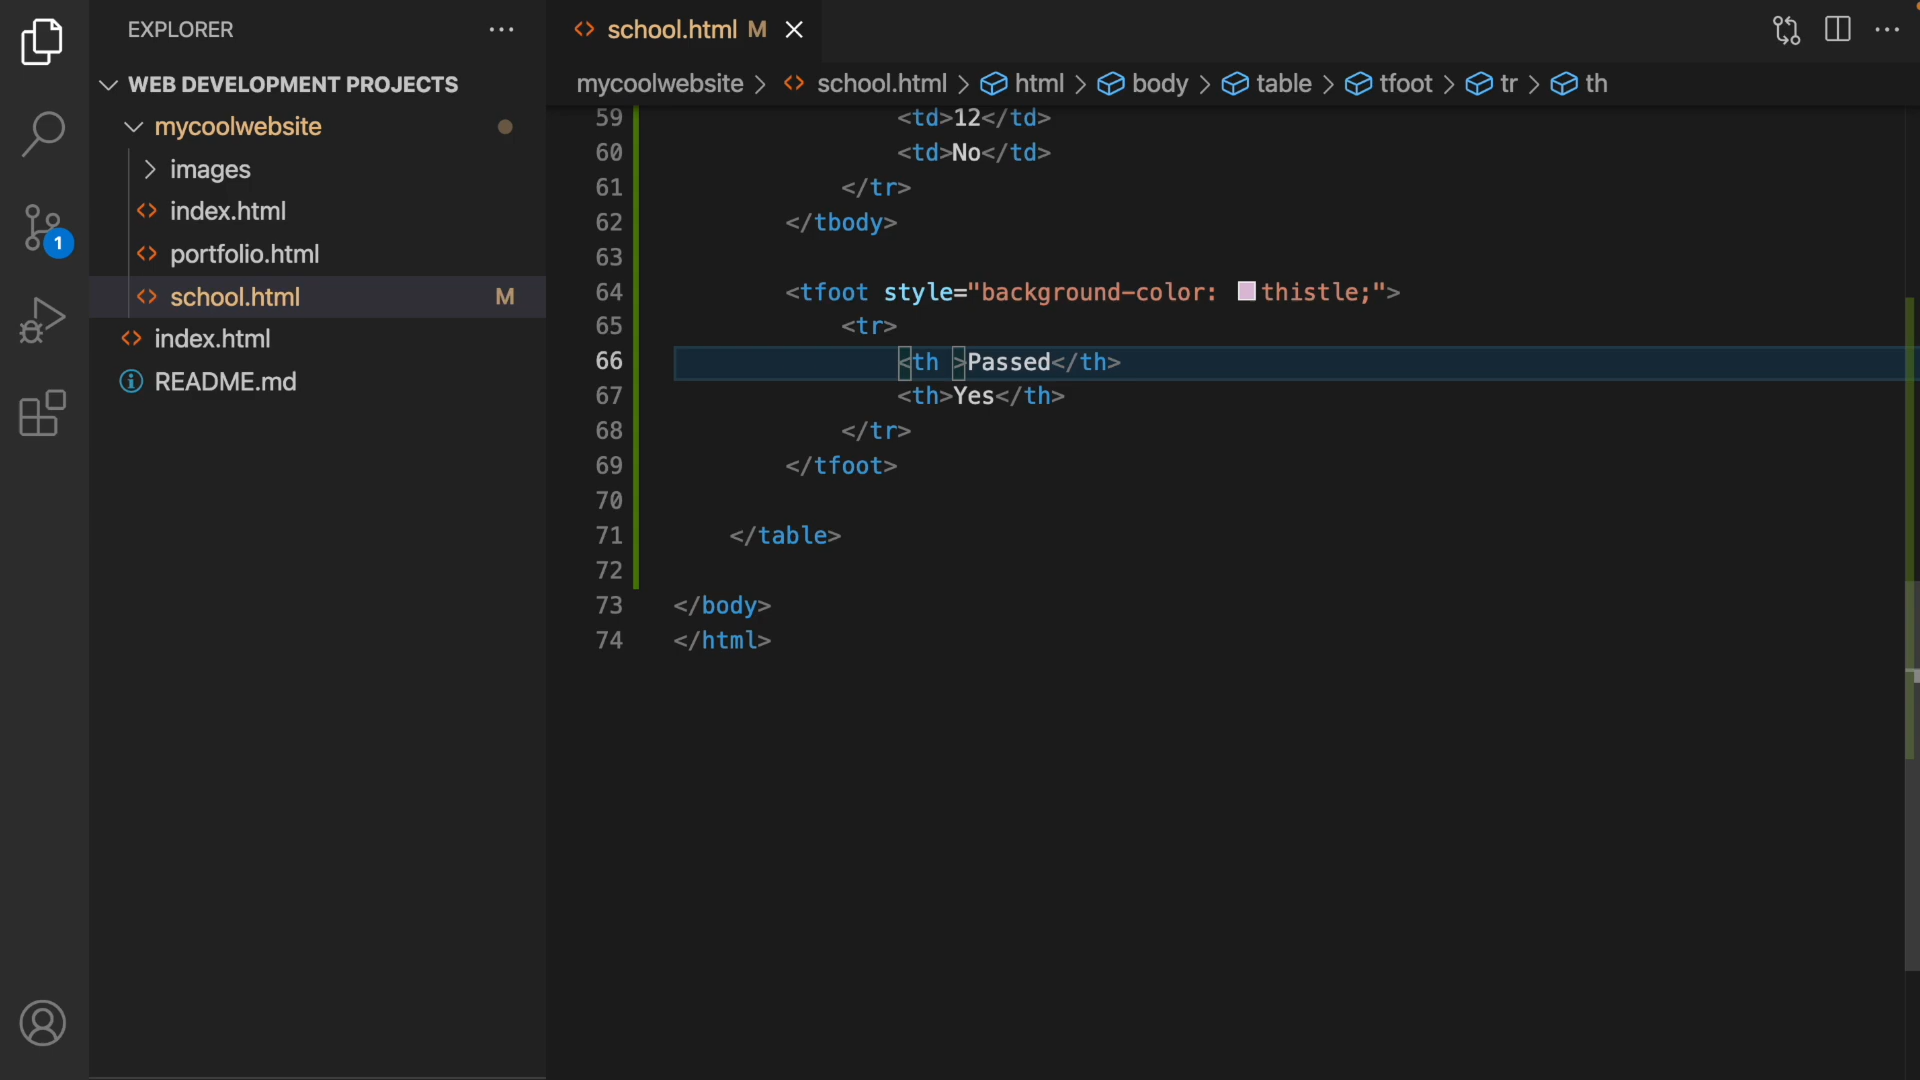 EXPLORER
WEB DEVELOPMENT PROJECTS
mycoolwebsite
images
index.html
portfolio.html
school.html M
index.html
README.md
1
school.html M
mycoolwebsite > school.html > html > body > table > tfoot > tr > th
59 <td>12</td>
60 <td>No</td>
61 </tr>
62 </tbody>
63
64 <tfoot style="background-color: thistle;">
65 <tr>
66 <th >Passed</th>
67 <th>Yes</th>
68 </tr>
69 </tfoot>
70
71 </table>
72
73 </body>
74 </html>